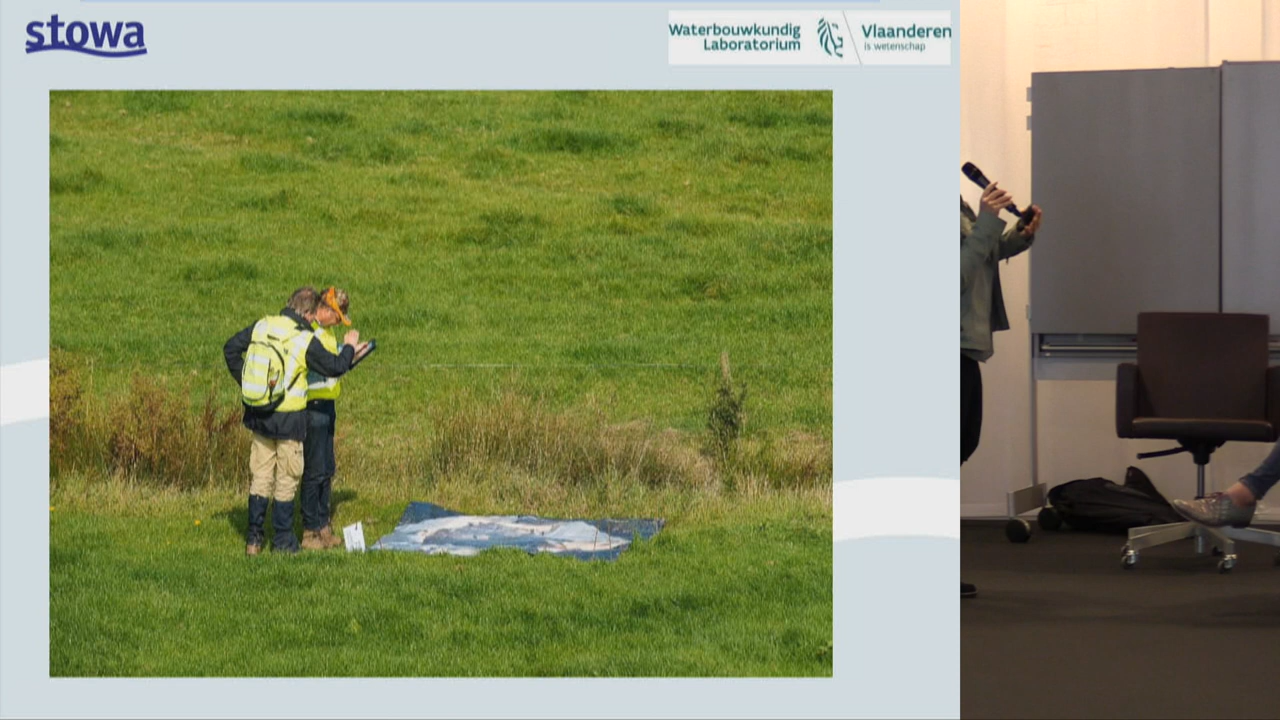 stowa
Waterbouwkundig
Laboratorium
Vlaanderen
is wetenschap